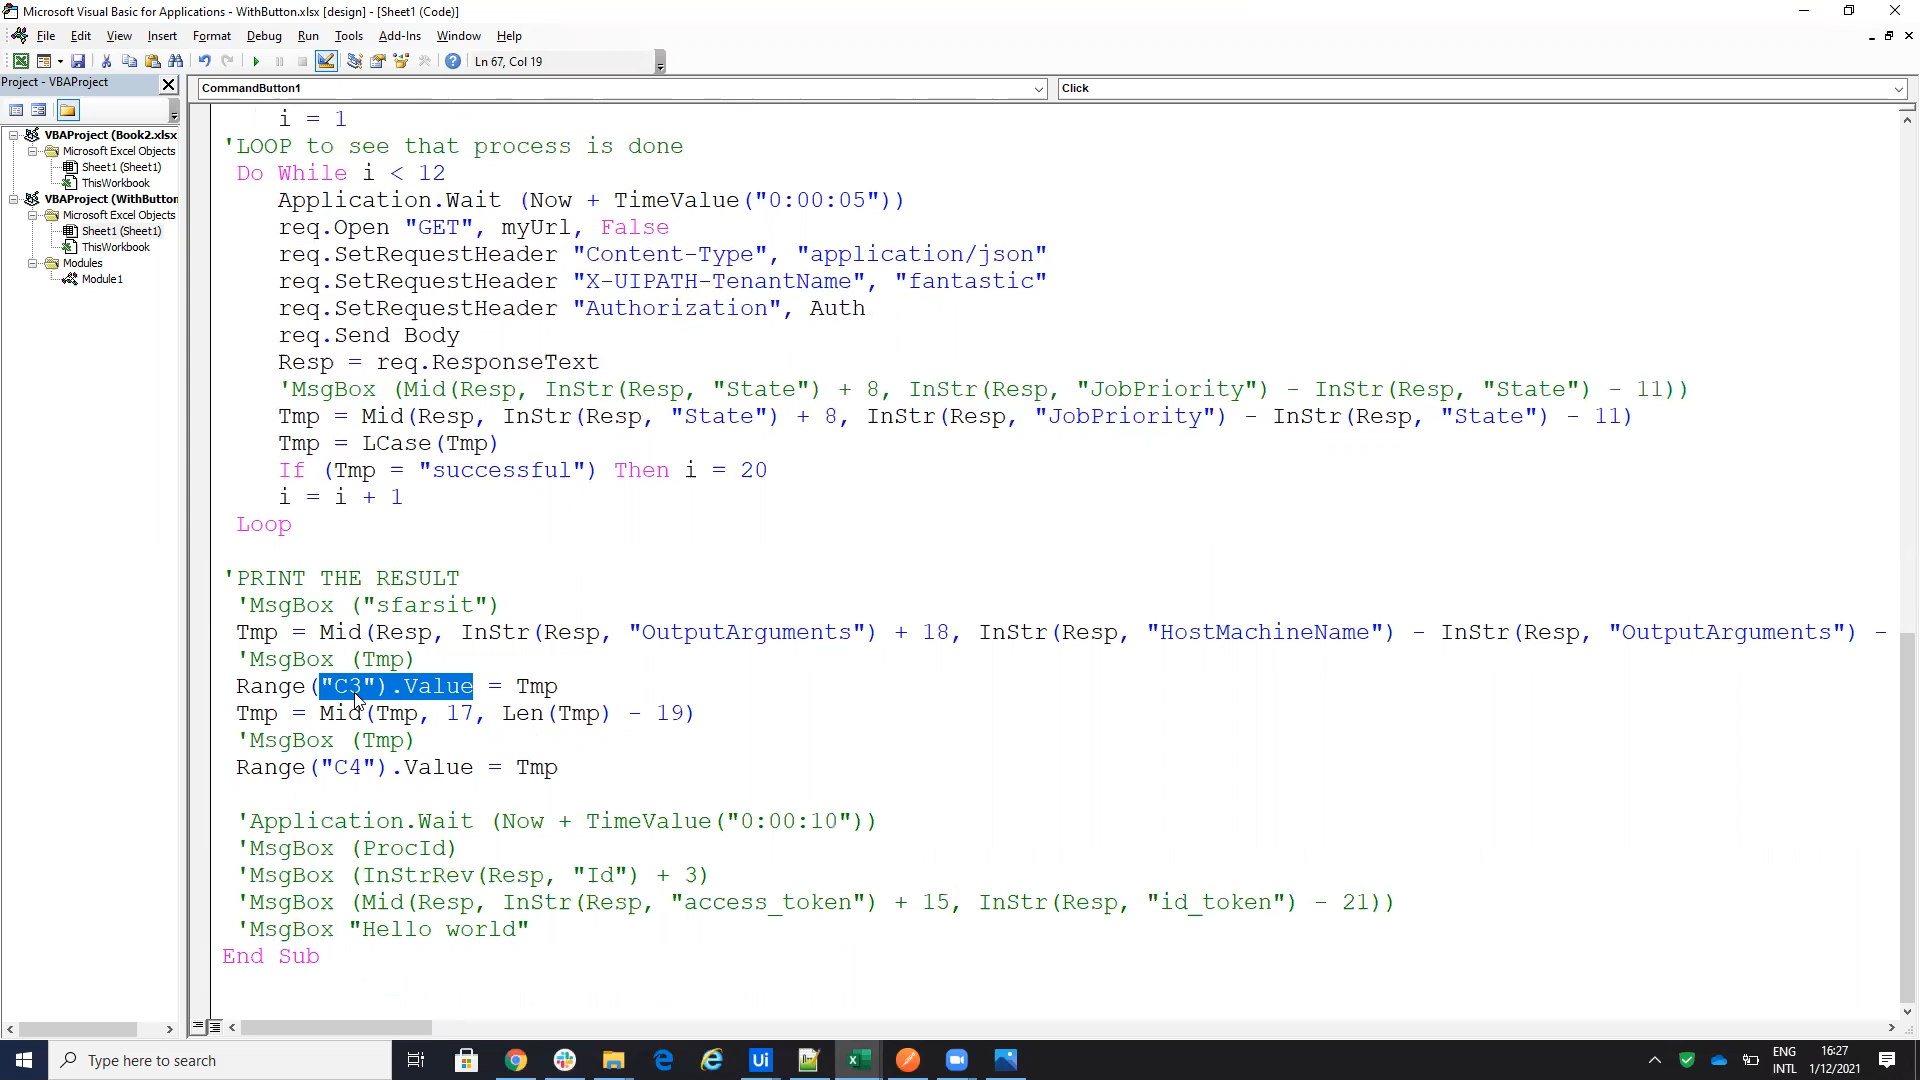 Microsoft Visual Basic for Applications - WithButton.xlsx [design] - [Sheet1 (Code)]
File Edit View Insert Format Debug Run Tools Add-Ins Window Help
Ln 67, Col 19
Project - VBAProject
CommandButton1
Click
VBAProject (Book2.xlsx
Microsoft Excel Objects
Sheet1 (Sheet1)
ThisWorkbook
VBAProject (WithButton
Microsoft Excel Objects
Sheet1 (Sheet1)
ThisWorkbook
Modules
Module1
i = 1
'LOOP to see that process is done
Do While i < 12
Application.Wait (Now + TimeValue("0:00:05"))
req.Open "GET", myUrl, False
req.SetRequestHeader "Content-Type", "application/json"
req.SetRequestHeader "X-UIPATH-TenantName", "fantastic"
req.SetRequestHeader "Authorization", Auth
req.Send Body
Resp = req.ResponseText
'MsgBox (Mid(Resp, InStr(Resp, "State") + 8, InStr(Resp, "JobPriority") - InStr(Resp, "State") - 11))
Tmp = Mid(Resp, InStr(Resp, "State") + 8, InStr(Resp, "JobPriority") - InStr(Resp, "State") - 11)
Tmp = LCase(Tmp)
If (Tmp = "successful") Then i = 20
i = i + 1
Loop
'PRINT THE RESULT
'MsgBox ("sfarsit")
Tmp = Mid(Resp, InStr(Resp, "OutputArguments") + 18, InStr(Resp, "HostMachineName") - InStr(Resp, "OutputArguments") -
'MsgBox (Tmp)
Range("C3").Value = Tmp
Tmp = Mid(Tmp, 17, Len(Tmp) - 19)
'MsgBox (Tmp)
Range("C4").Value = Tmp
'Application.Wait (Now + TimeValue("0:00:10"))
'MsgBox (ProcId)
'MsgBox (InStrRev(Resp, "Id") + 3)
'MsgBox (Mid(Resp, InStr(Resp, "access_token") + 15, InStr(Resp, "id_token") - 21))
'MsgBox "Hello world"
End Sub
Type here to search
Ui
ENG
INTL
16:27
1/12/2021